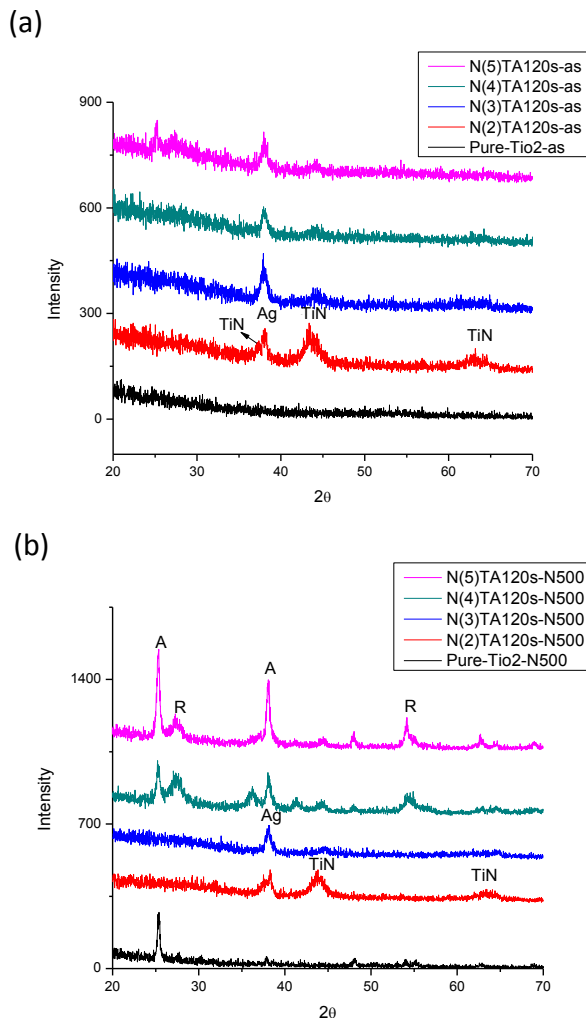 (a)
N(5)TA120s-as
N(4)TA120s-as
N(3)TA120s-as
N(2)TA120s-as
Pure-Tio2-as
900
600
300
0
Intensity
Ag
TiN
TiN
TiN
20 30 40 50 60 70
2θ
(b)
N(5)TA120s-N500
N(4)TA120s-N500
N(3)TA120s-N500
N(2)TA120s-N500
Pure-Tio2-N500
A
A
R
R
1400
700
0
Intensity
Ag
TiN
TiN
20 30 40 50 60 70
2θ